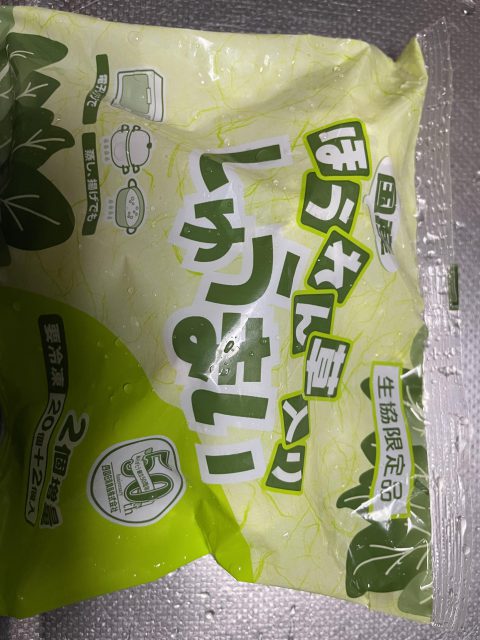 生協限定品
国産
ほうれん草入り
しゅうまい
電子レンジで
蒸し、揚げでも
50th
2個増量
20個+2個入
要冷凍